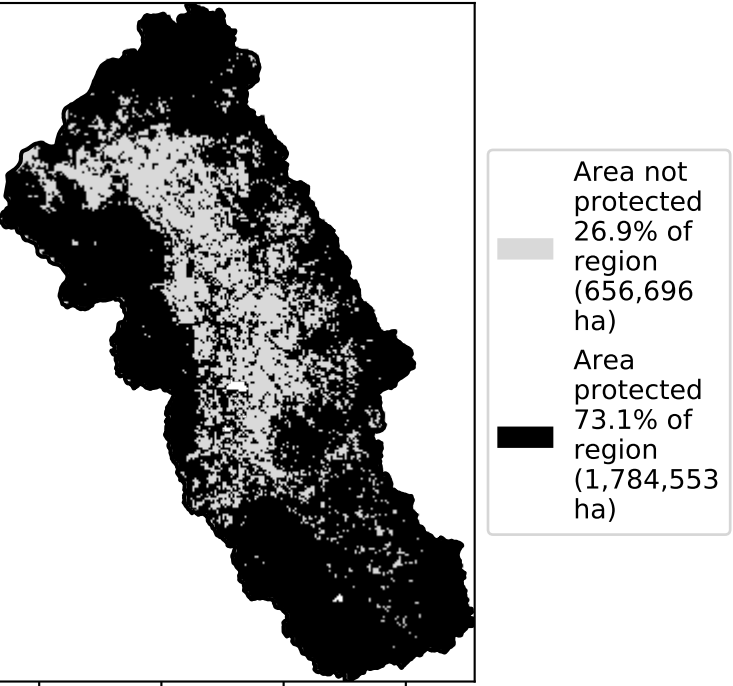 Area not
protected
26.9% of
region
(656,696
ha)
Area
protected
73.1% of
region
(1,784,553
ha)